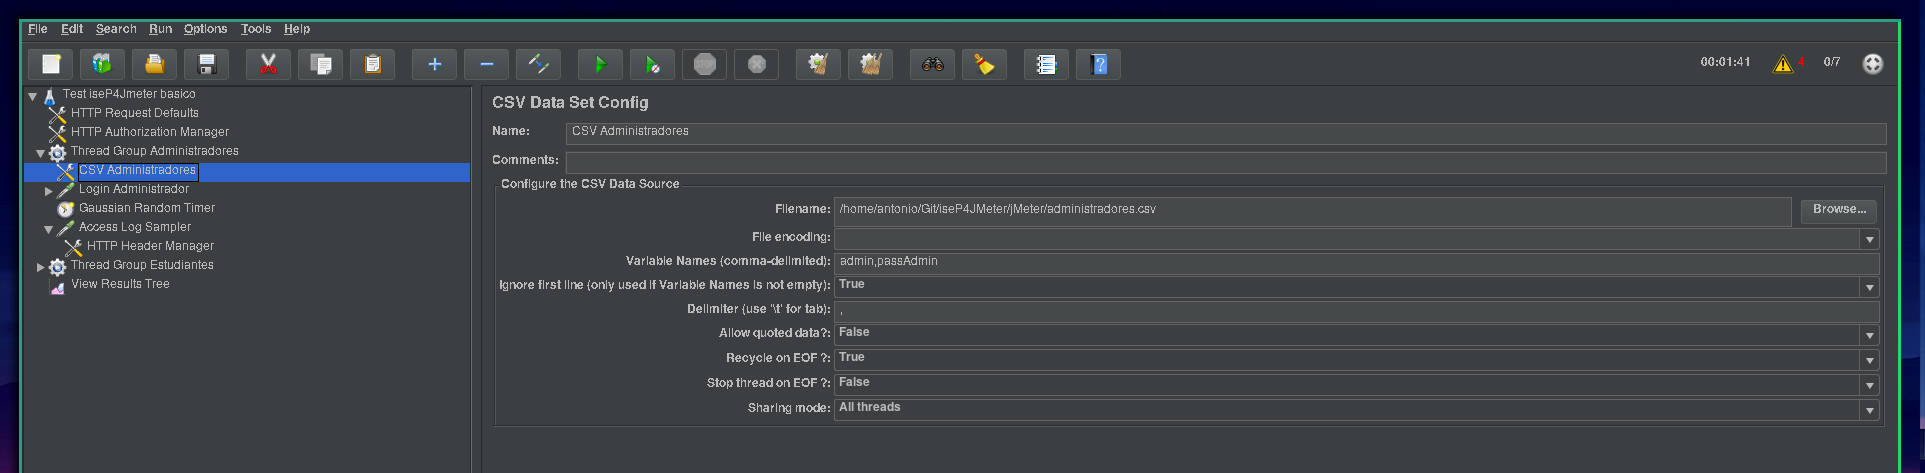 File Edit Search Run Options Tools Help
STOP
00:01:41 4 0/7
Test iseP4Jmeter basico
HTTP Request Defaults
HTTP Authorization Manager
Thread Group Administradores
CSV Administradores
Login Administrador
Gaussian Random Timer
Access Log Sampler
HTTP Header Manager
Thread Group Estudiantes
View Results Tree
CSV Data Set Config
Name: CSV Administradores
Comments:
Configure the CSV Data Source
Filename: /home/antonio/Git/iseP4JMeter/jMeter/administradores.csv Browse...
File encoding:
Variable Names (comma-delimited): admin,passAdmin
Ignore first line (only used if Variable Names is not empty): True
Delimiter (use '\t' for tab): ,
Allow quoted data?: False
Recycle on EOF ?: True
Stop thread on EOF ?: False
Sharing mode: All threads